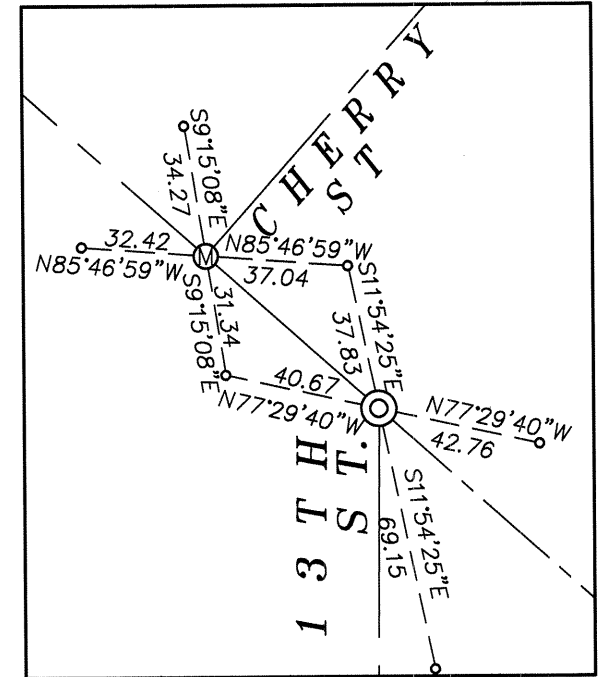 CHERRY
ST
S9°15'08"E
34.27
32.42
N85°46'59"W
M
N85°46'59"W
37.04
S9°15'08"E
31.34
S11°54'25"E
37.83
40.67
N77°29'40"W
N77°29'40"W
42.76
13TH
ST.
S11°54'25"E
69.15